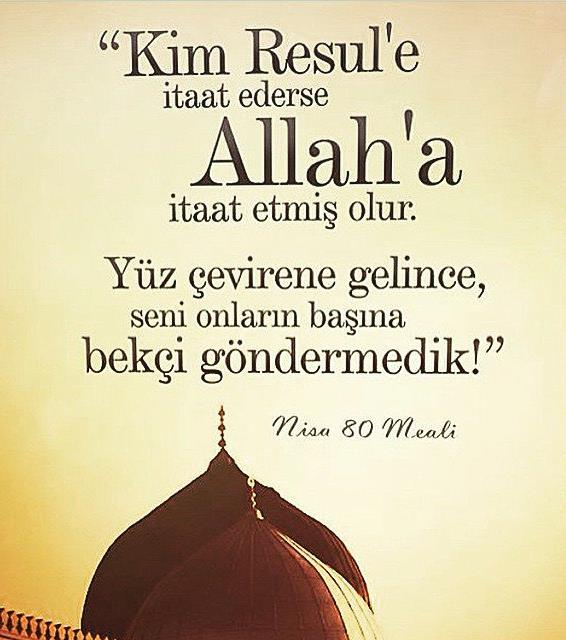 “Kim Resul'e
itaat ederse
Allah'a
itaat etmiş olur.
Yüz çevirene gelince,
seni onların başına
bekçi göndermedik!”
Nisa 80 Meali